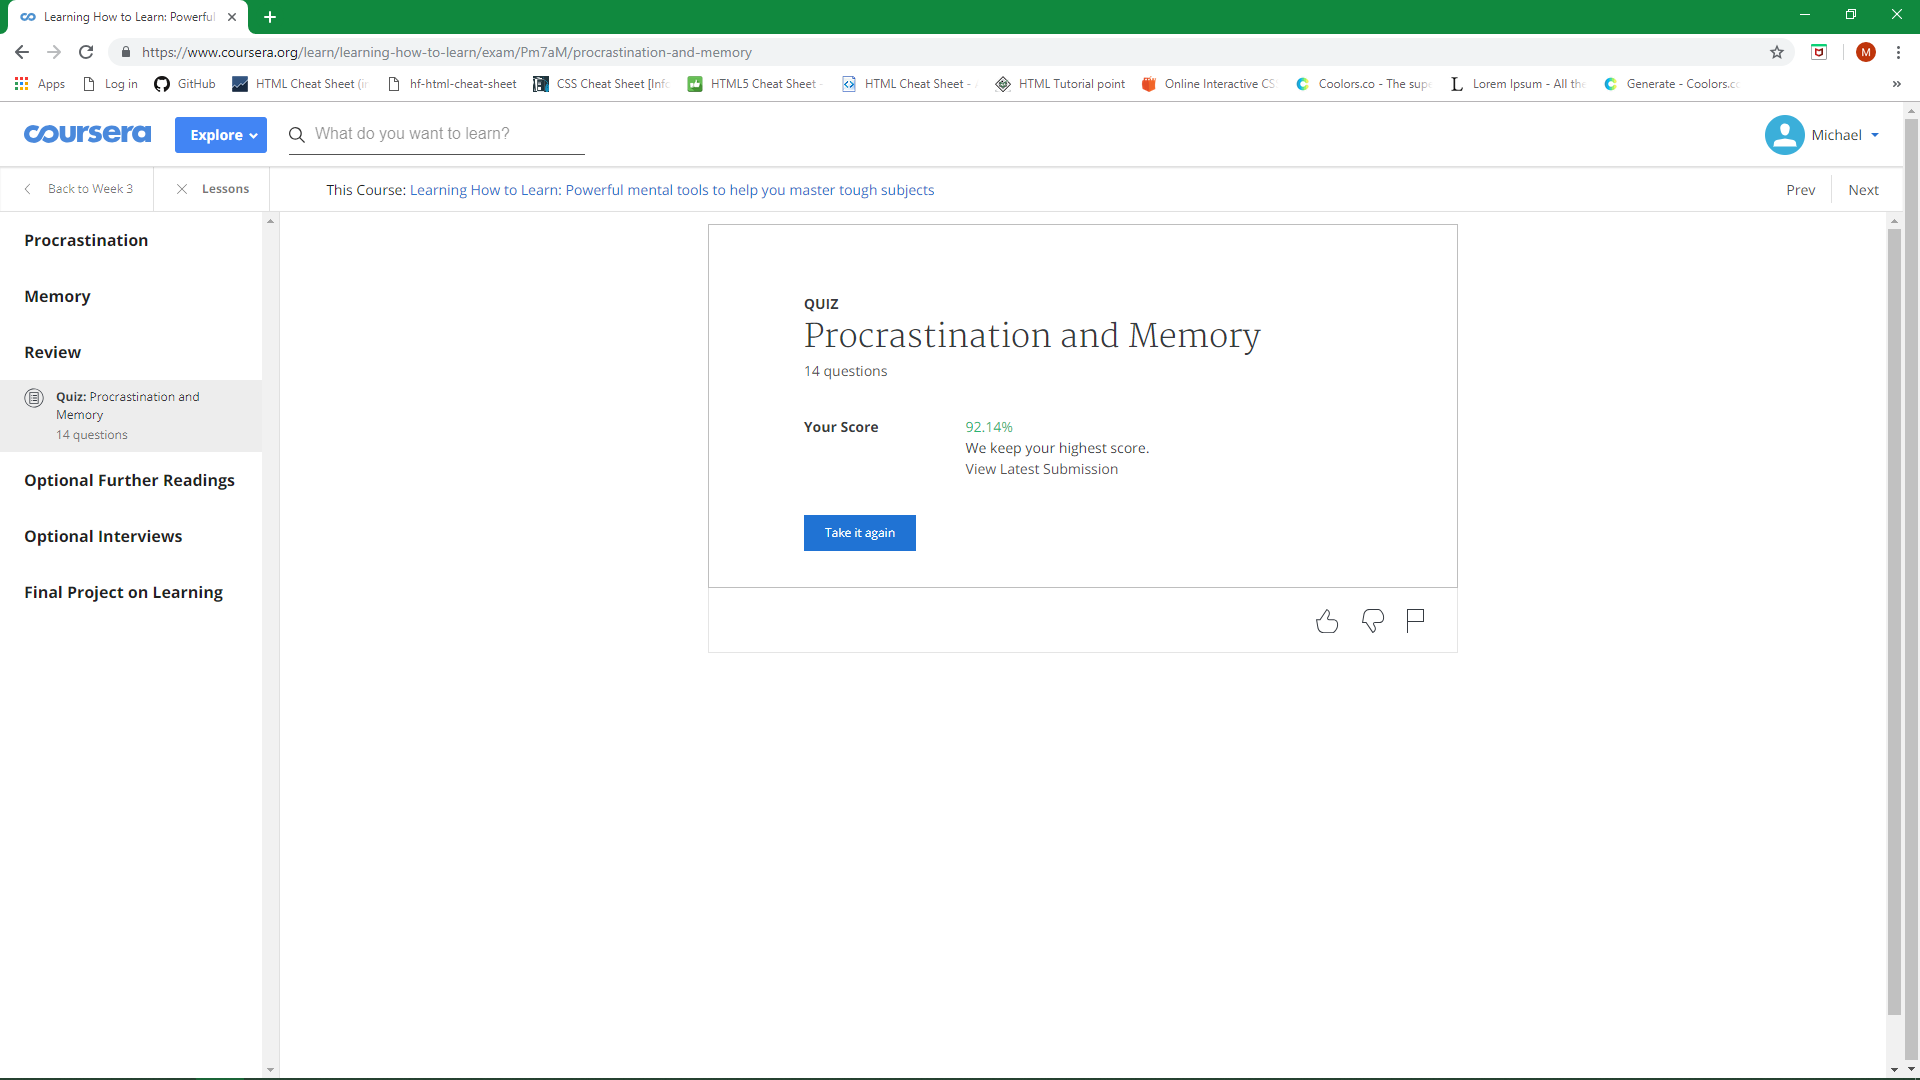 Learning How to Learn: Powerful
https://www.coursera.org/learn/learning-how-to-learn/exam/Pm7aM/procrastination-and-memory
M
Apps Log in GitHub HTML Cheat Sheet (in hf-html-cheat-sheet CSS Cheat Sheet [Info HTML5 Cheat Sheet - HTML Cheat Sheet - HTML Tutorial point Online Interactive CS Coolors.co - The supe Lorem Ipsum - All the Generate - Coolors.co »
coursera Explore What do you want to learn? Michael
Back to Week 3 Lessons This Course: Learning How to Learn: Powerful mental tools to help you master tough subjects Prev Next
Procrastination
Memory
Review
Quiz: Procrastination and
Memory
14 questions
Optional Further Readings
Optional Interviews
Final Project on Learning
QUIZ
Procrastination and Memory
14 questions
Your Score 92.14%
We keep your highest score.
View Latest Submission
Take it again